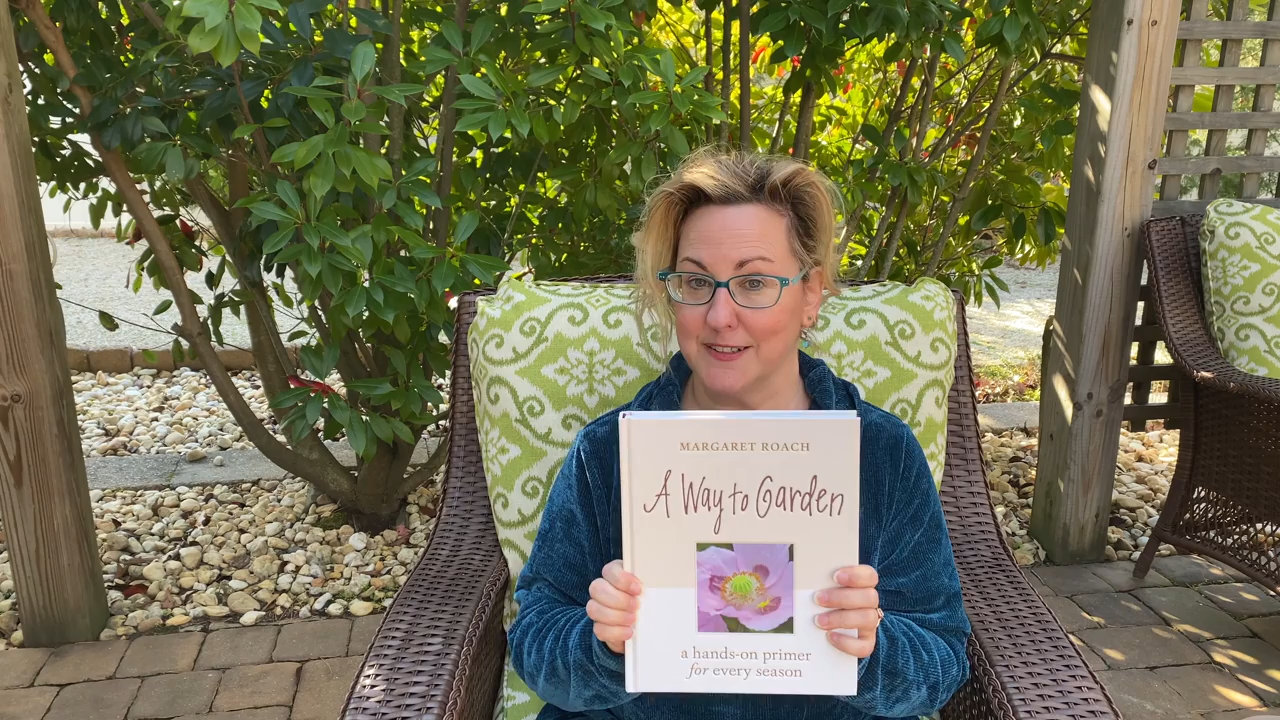 MARGARET ROACH
A Way to Garden
a hands-on primer
for every season